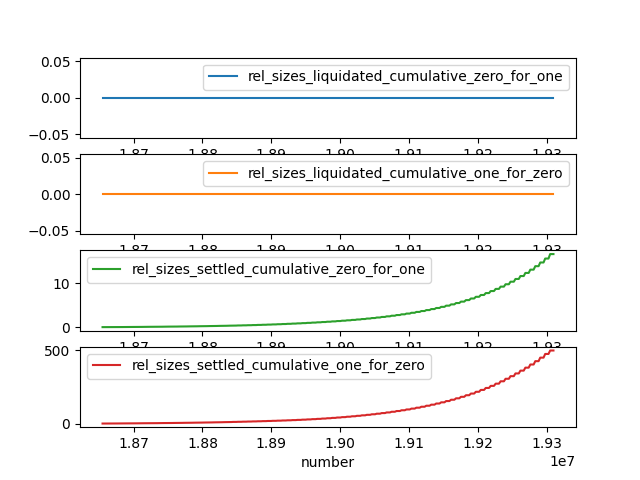 0.05
rel_sizes_liquidated_cumulative_zero_for_one
0.00
−0.05
1.87 1.88 1.89 1.90 1.91 1.92 1.93
0.05
rel_sizes_liquidated_cumulative_one_for_zero
0.00
−0.05
1.87 1.88 1.89 1.90 1.91 1.92 1.93
rel_sizes_settled_cumulative_zero_for_one
10
0
1.87 1.88 1.89 1.90 1.91 1.92 1.93
500
rel_sizes_settled_cumulative_one_for_zero
0
1.87 1.88 1.89 1.90 1.91 1.92 1.93
number
1e7